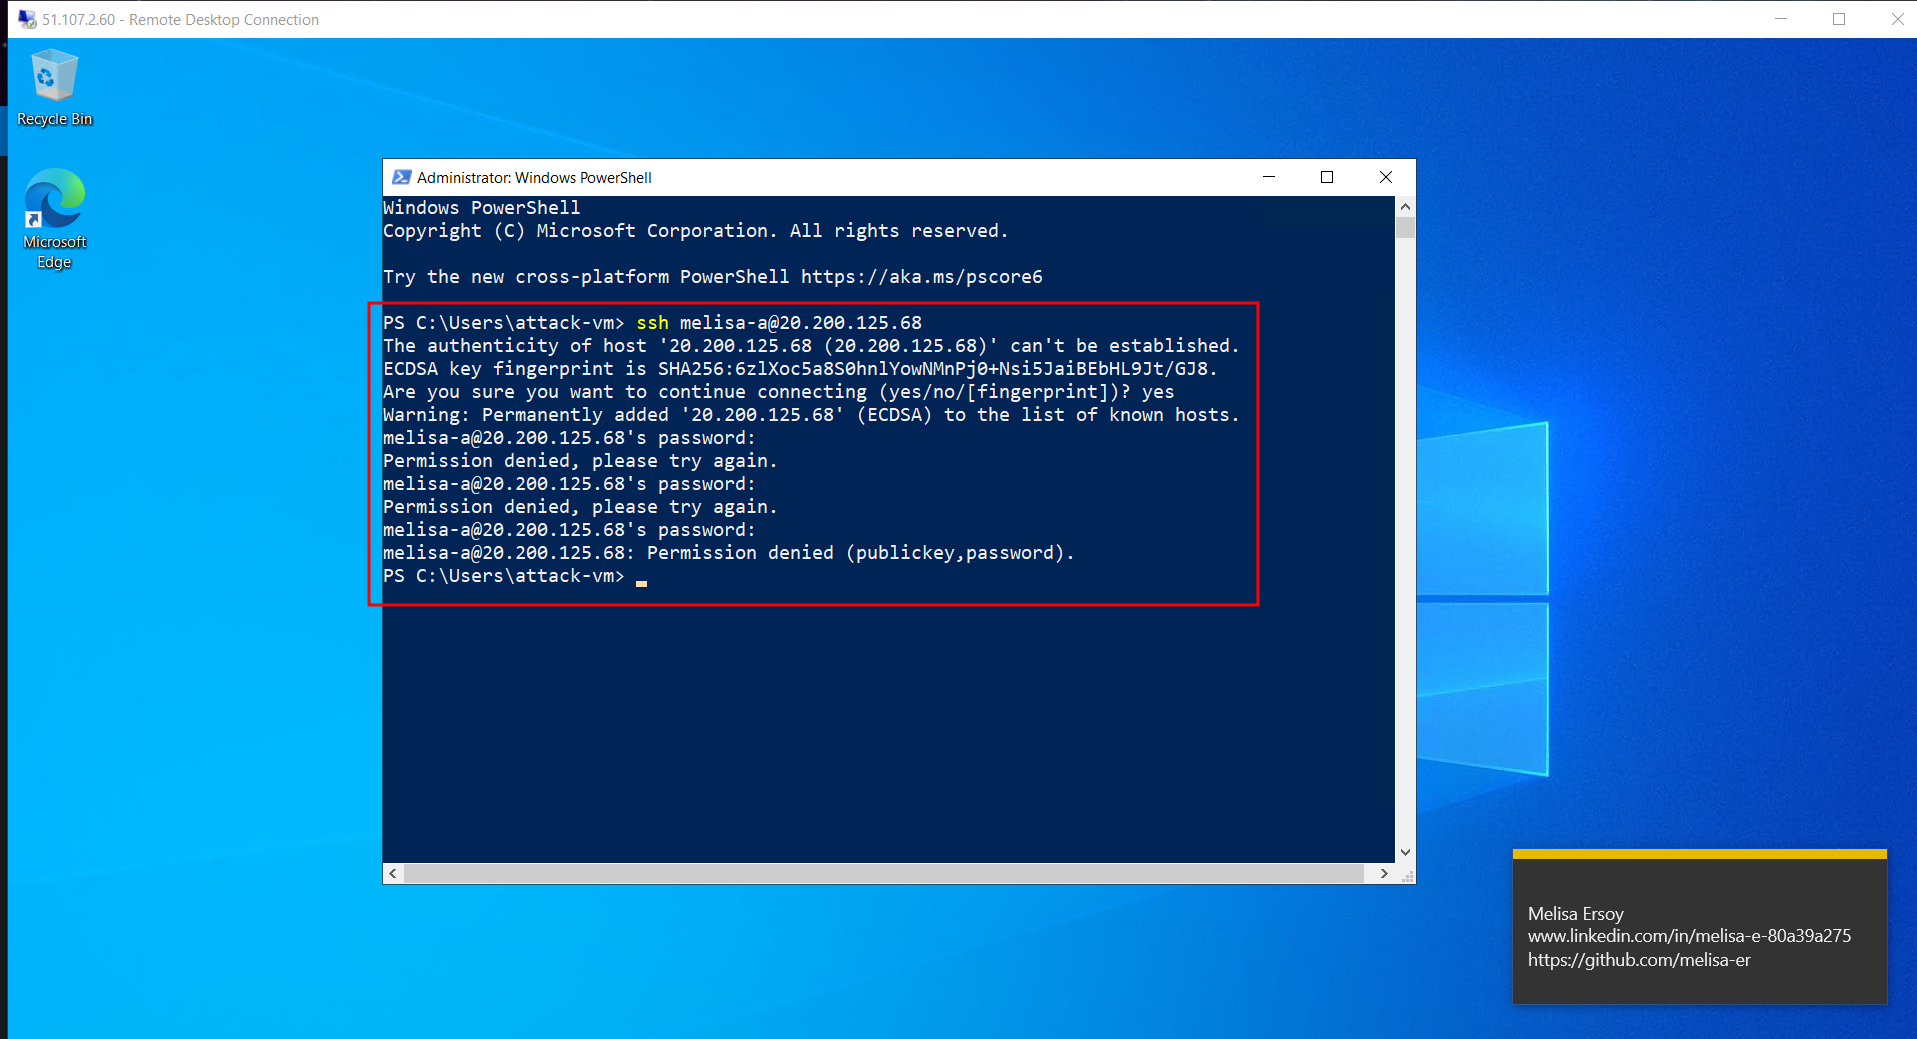 51.107.2.60 - Remote Desktop Connection
Recycle Bin
Microsoft
Edge
Administrator: Windows PowerShell
Windows PowerShell
Copyright (C) Microsoft Corporation. All rights reserved.
Try the new cross-platform PowerShell https://aka.ms/pscore6
PS C:\Users\attack-vm> ssh melisa-a@20.200.125.68
The authenticity of host '20.200.125.68 (20.200.125.68)' can't be established.
ECDSA key fingerprint is SHA256:6zlXoc5a8S0hnlYowNMnPj0+Nsi5JaiBEbHL9Jt/GJ8.
Are you sure you want to continue connecting (yes/no/[fingerprint])? yes
Warning: Permanently added '20.200.125.68' (ECDSA) to the list of known hosts.
melisa-a@20.200.125.68's password:
Permission denied, please try again.
melisa-a@20.200.125.68's password:
Permission denied, please try again.
melisa-a@20.200.125.68's password:
melisa-a@20.200.125.68: Permission denied (publickey,password).
PS C:\Users\attack-vm>
Melisa Ersoy
www.linkedin.com/in/melisa-e-80a39a275
https://github.com/melisa-er